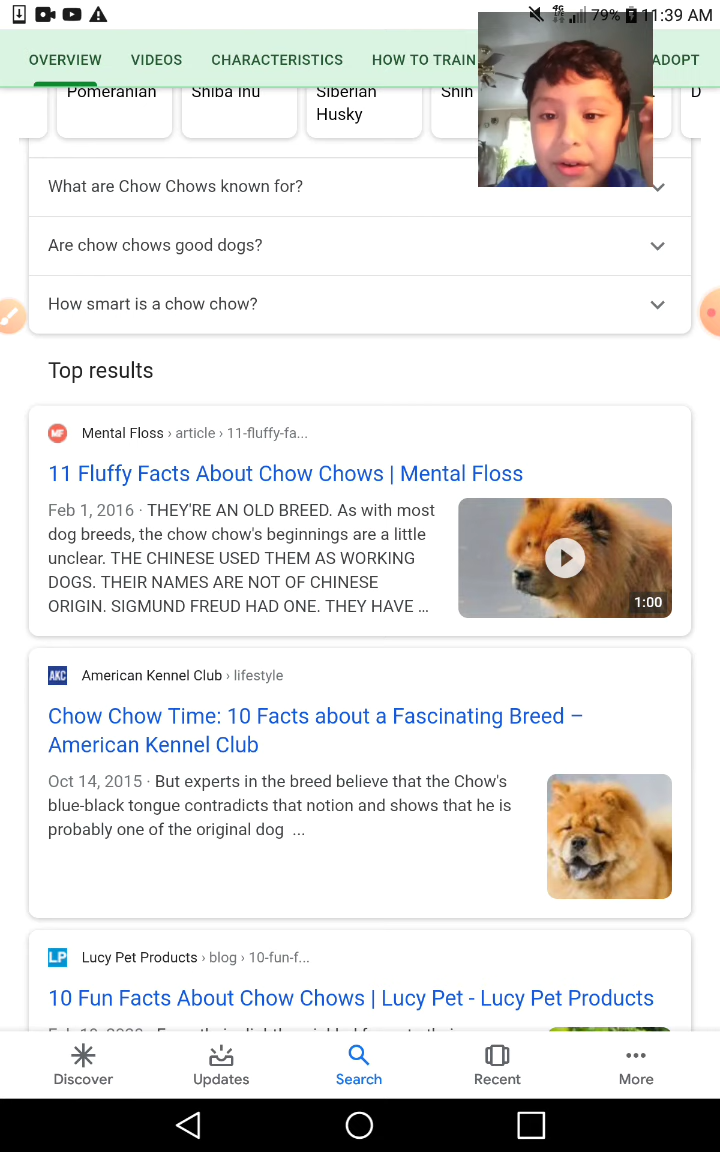 79% 11:39 AM
OVERVIEW VIDEOS CHARACTERISTICS HOW TO TRAIN ADOPT
Pomeranian Shiba Inu Siberian Husky Shih D
What are Chow Chows known for?
Are chow chows good dogs?
How smart is a chow chow?
Top results
Mental Floss › article › 11-fluffy-fa...
11 Fluffy Facts About Chow Chows | Mental Floss
Feb 1, 2016 · THEY'RE AN OLD BREED. As with most
dog breeds, the chow chow's beginnings are a little
unclear. THE CHINESE USED THEM AS WORKING
DOGS. THEIR NAMES ARE NOT OF CHINESE
ORIGIN. SIGMUND FREUD HAD ONE. THEY HAVE ...
1:00
AKC American Kennel Club › lifestyle
Chow Chow Time: 10 Facts about a Fascinating Breed –
American Kennel Club
Oct 14, 2015 · But experts in the breed believe that the Chow's
blue-black tongue contradicts that notion and shows that he is
probably one of the original dog ...
LP Lucy Pet Products › blog › 10-fun-f...
10 Fun Facts About Chow Chows | Lucy Pet - Lucy Pet Products
Discover Updates Search Recent More